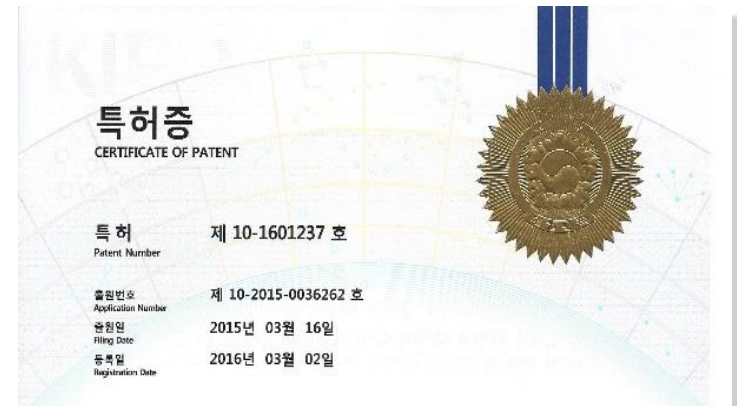 특허증
CERTIFICATE OF PATENT
특허 제 10-1601237 호
Patent Number
출원번호 제 10-2015-0036262 호
Application Number
출원일 2015년 03월 16일
Filing Date
등록일 2016년 03월 02일
Registration Date